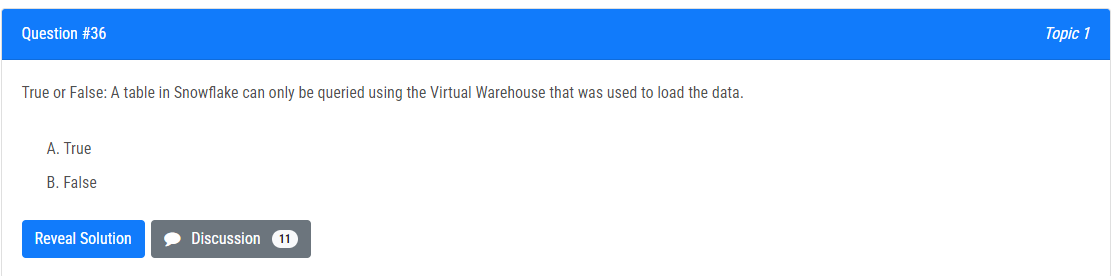 Question #36 Topic 1
True or False: A table in Snowflake can only be queried using the Virtual Warehouse that was used to load the data.
A. True
B. False
Reveal Solution Discussion 11